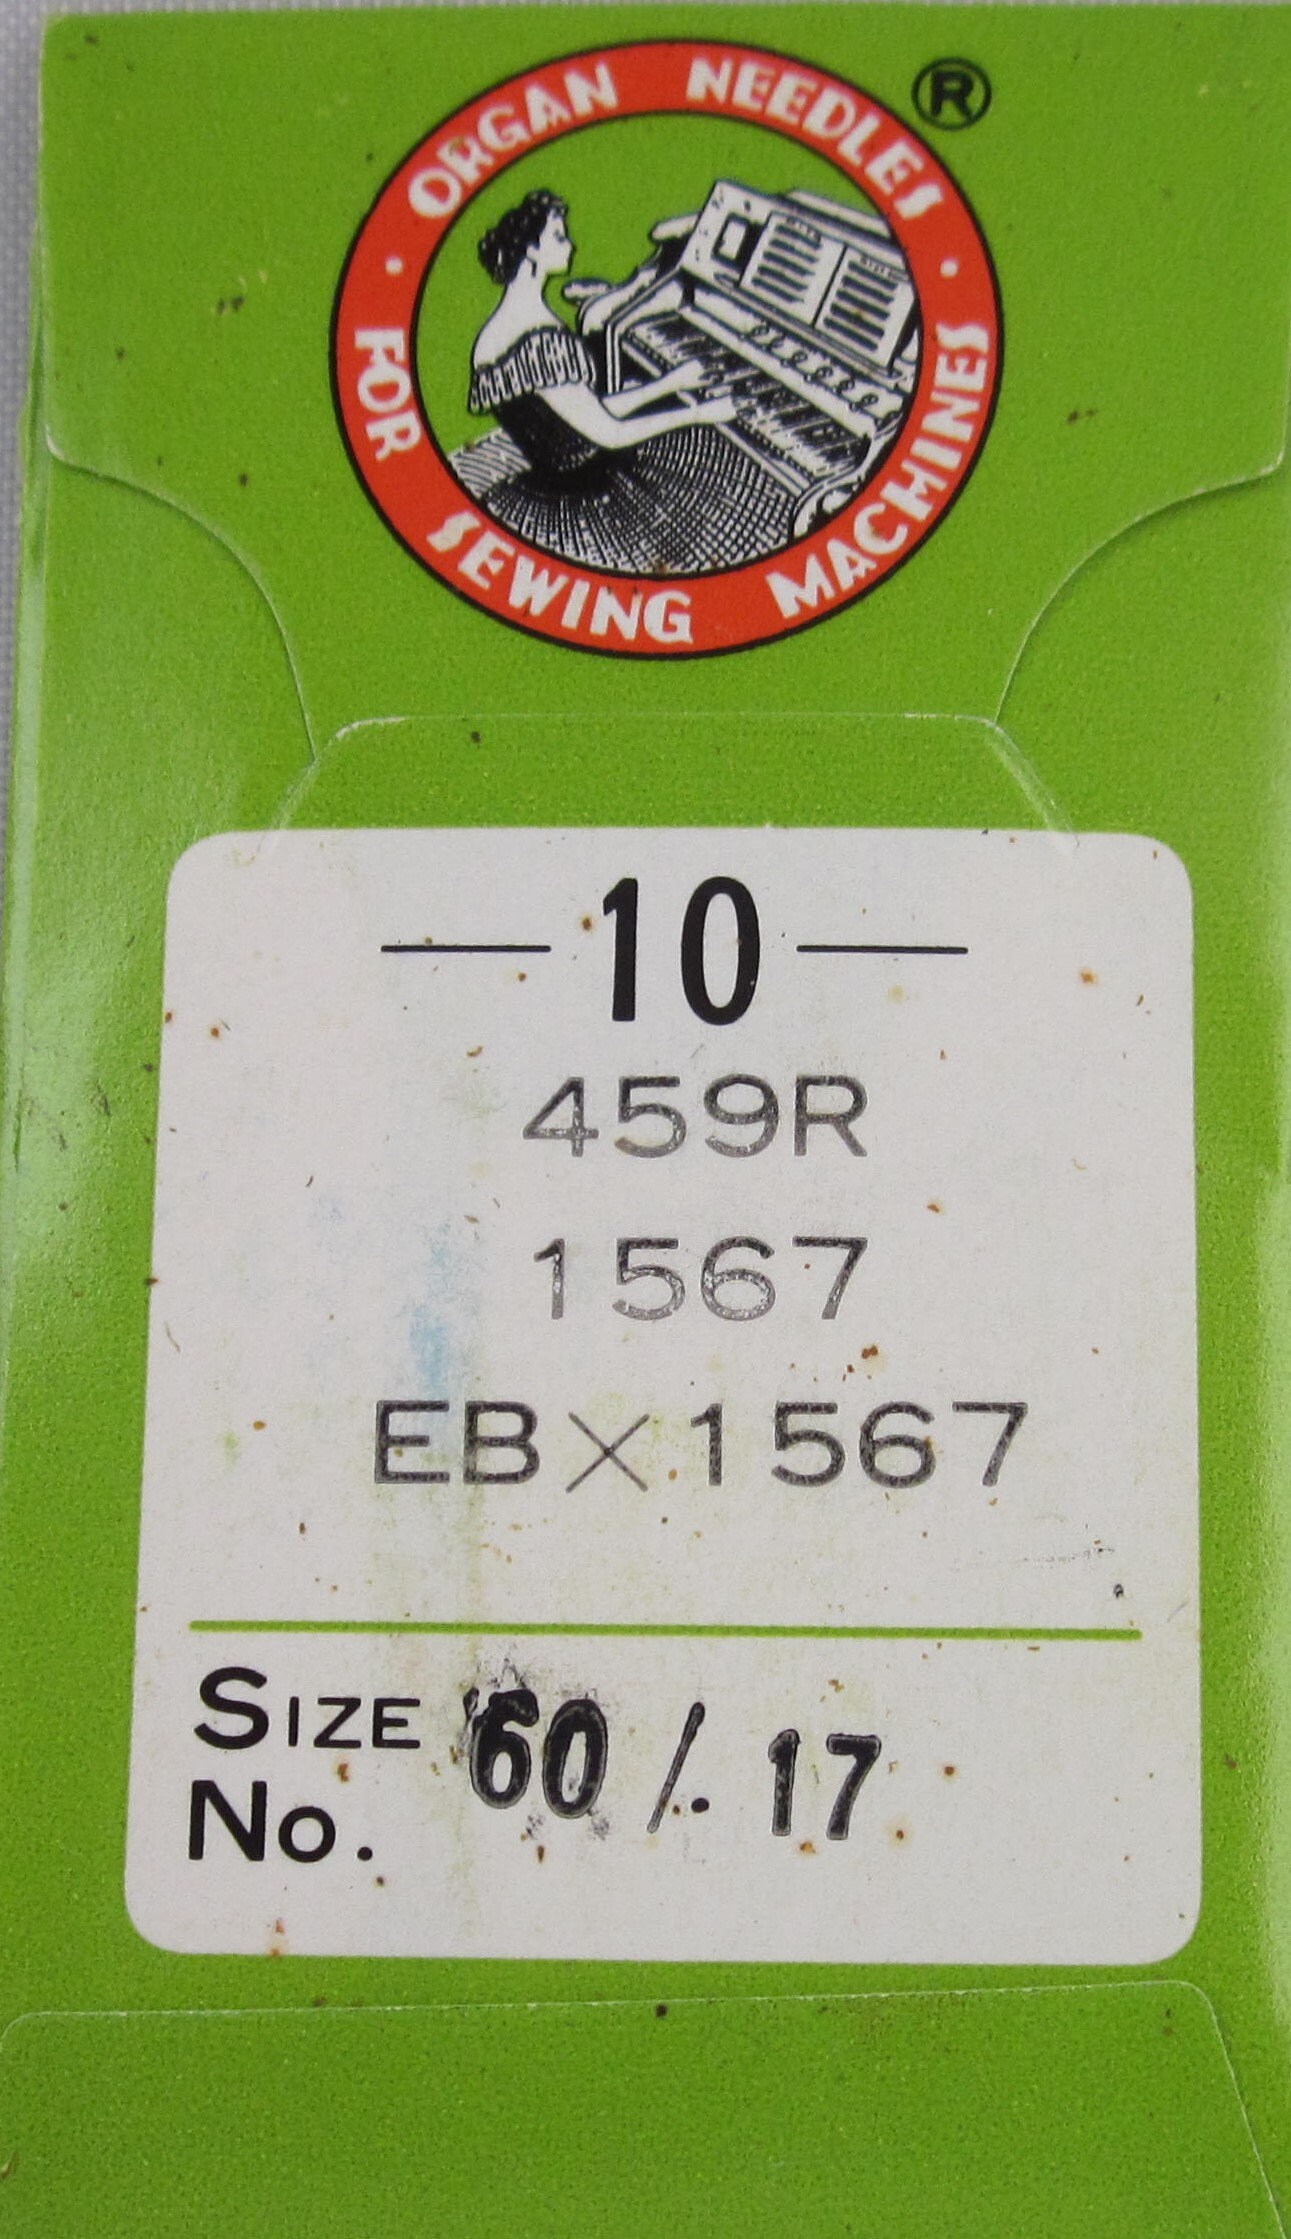 ORGAN NEEDLES ®
· FOR SEWING MACHINES ·
— 10 —
459R
1567
EB×1567
SIZE No. 60 /. 17